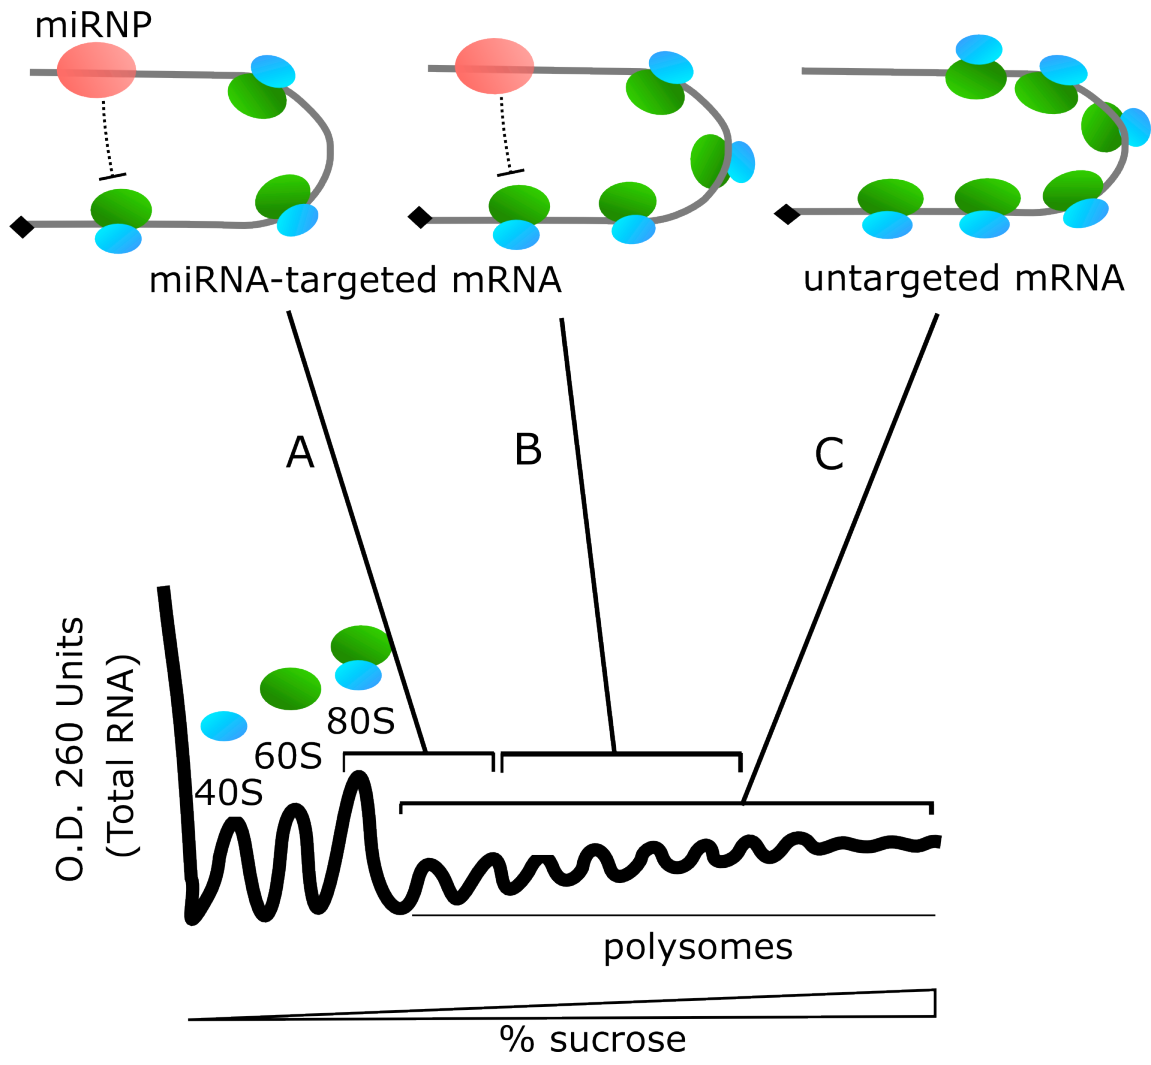 miRNP
miRNA-targeted mRNA
untargeted mRNA
A
B
C
O.D. 260 Units
(Total RNA)
40S
60S
80S
polysomes
% sucrose